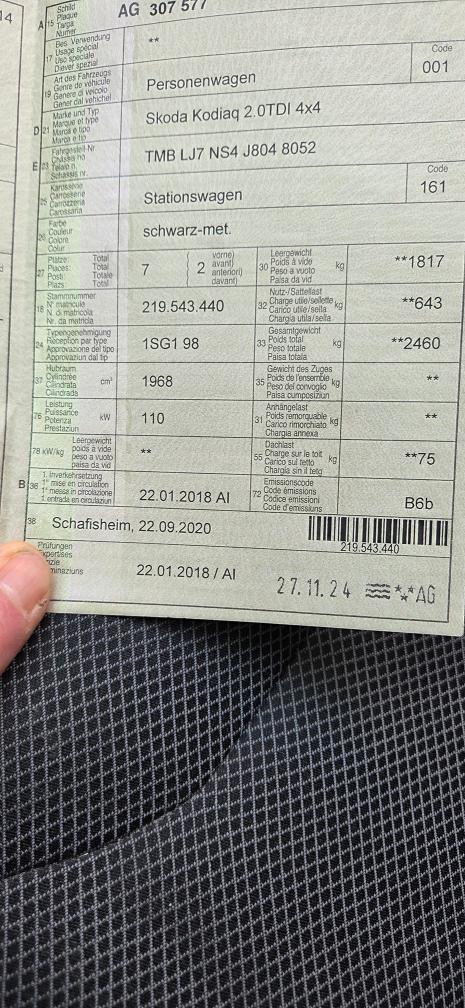 14
A 15 Schild
Plaque
Targa
Numer
AG 307 577
17 Bes. Verwendung
Usage spécial
Uso speciale
Diever spezial
**
19 Art des Fahrzeugs
Genre de véhicule
Genere di veicolo
Gener dal vehichel
Personenwagen
Code
001
D 21 Marke und Typ
Marque et type
Marca e tipo
Marca e tip
Skoda Kodiaq 2.0TDI 4x4
E 23 Fahrgestell-Nr.
Châssis no
Telaio n.
Schassis nr.
TMB LJ7 NS4 J804 8052
25 Karosserie
Carrosserie
Carrozzeria
Carossaria
Stationswagen
Code
161
26 Farbe
Couleur
Colore
Colur
schwarz-met.
27 Plätze: Total
Places: Total
Posti: Totale
Plazs: Total
7 ( 2 vorne)
avant)
anteriori)
davant)
30 Leergewicht
Poids à vide
Peso a vuoto
Paisa da vid
kg
**1817
18 Stammnummer
N° matricule
N. di matricola
Nr. da matricla
219.543.440
32 Nutz-/Sattellast
Charge utile/sellette
Carico utile/sella
Chargia utila/sella
kg
**643
24 Typengenehmigung
Réception par type
Approvazione del tipo
Approvaziun dal tip
1SG1 98
33 Gesamtgewicht
Poids total
Peso totale
Paisa totala
kg
**2460
37 Hubraum
Cylindrée
Cilindrata
Cilindrada
cm³
1968
35 Gewicht des Zuges
Poids de l'ensemble
Peso del convoglio
Paisa cumposiziun
kg
**
76 Leistung
Puissance
Potenza
Prestaziun
kW
110
31 Anhängelast
Poids remorquable
Carico rimorchiato
Chargia annexa
kg
**
78 kW/kg Leergewicht
poids à vide
peso a vuoto
paisa da vid
**
55 Dachlast
Charge sur le toit
Carico sul tetto
Chargia sin il tetg
kg
**75
B 36 1. Inverkehrsetzung
1re mise en circulation
1a messa in circolazione
1. entrada en circulaziun
22.01.2018 AI
72 Emissionscode
Code émissions
Codice emissioni
Code d'emissiuns
B6b
38 Schafisheim, 22.09.2020
219.543.440
Prüfungen
22.01.2018 / AI
27.11.24 AG